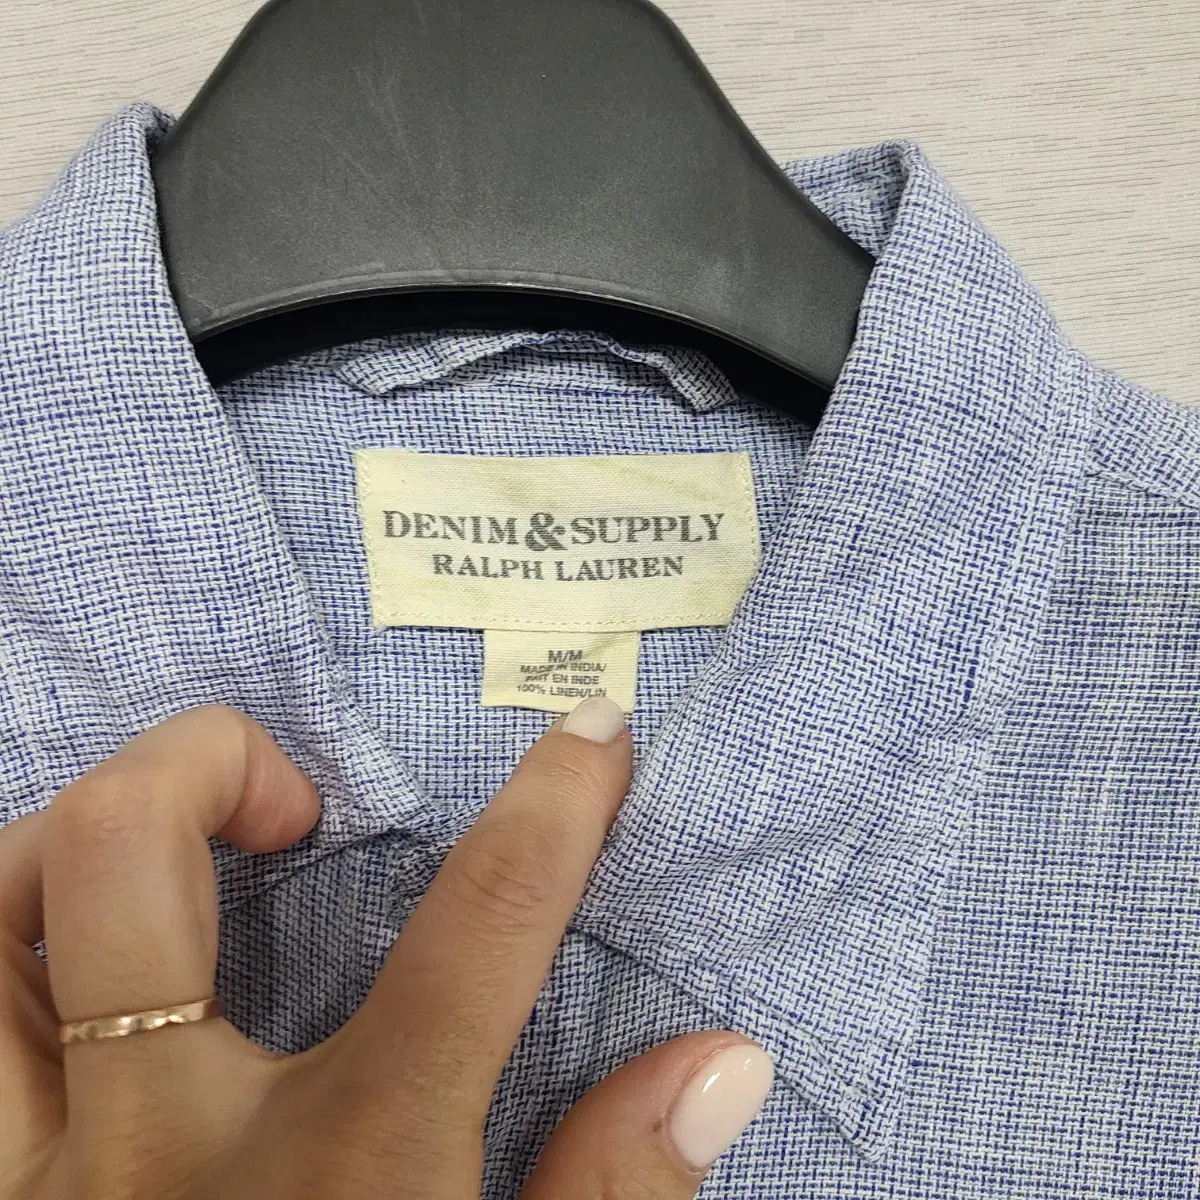 DENIM & SUPPLY
RALPH LAUREN
M/M
MADE IN INDIA/
FAIT EN INDE
100% LINEN/LIN